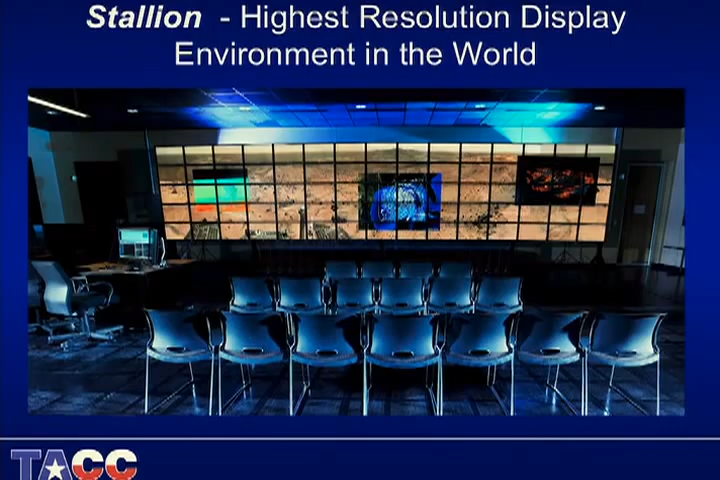 Stallion - Highest Resolution Display
Environment in the World
TACC